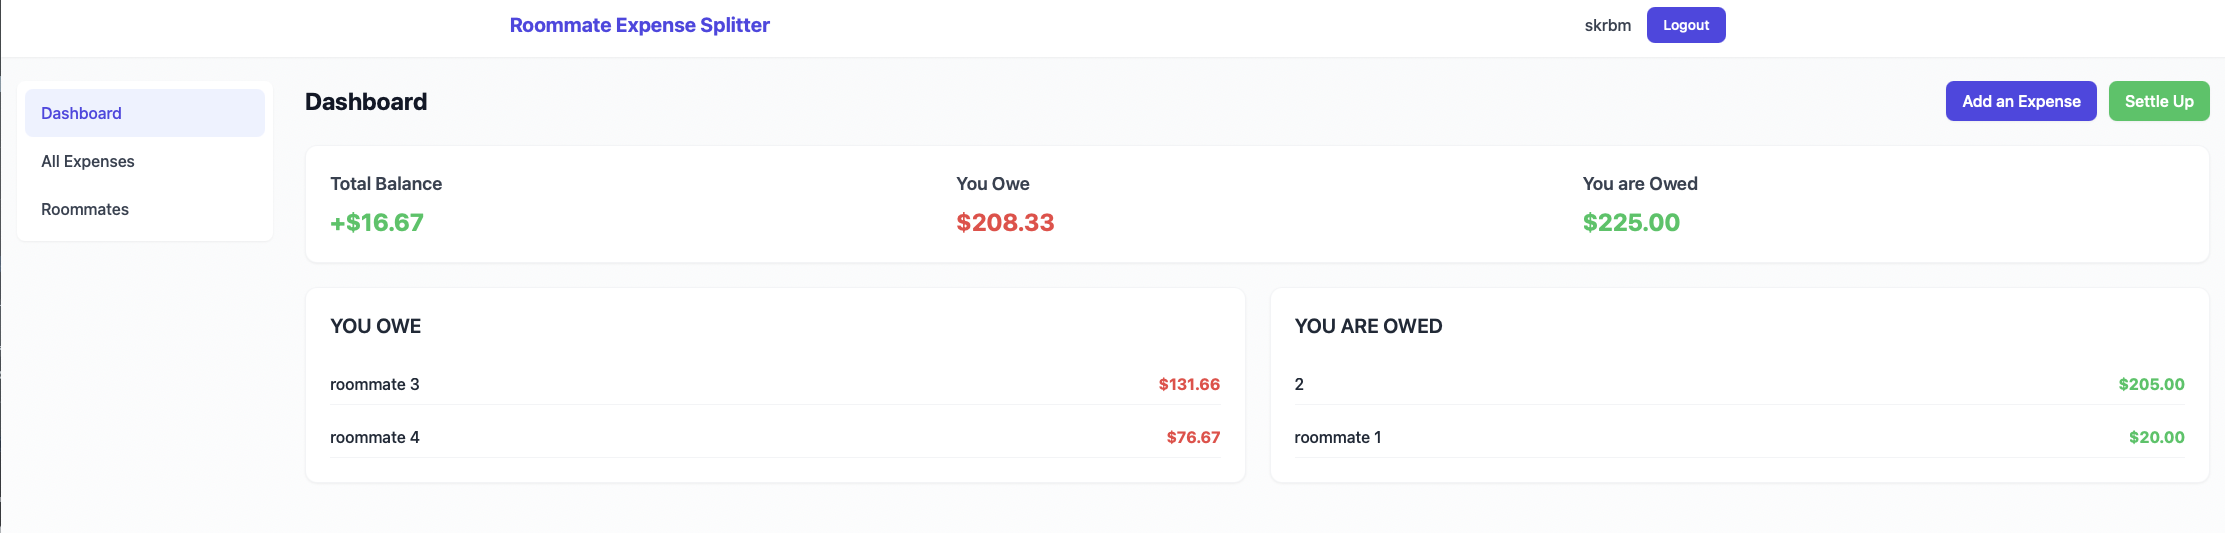 Roommate Expense Splitter
skrbm
Logout
Dashboard
All Expenses
Roommates
Dashboard
Add an Expense
Settle Up
Total Balance
+$16.67
You Owe
$208.33
You are Owed
$225.00
YOU OWE
roommate 3 $131.66
roommate 4 $76.67
YOU ARE OWED
2 $205.00
roommate 1 $20.00